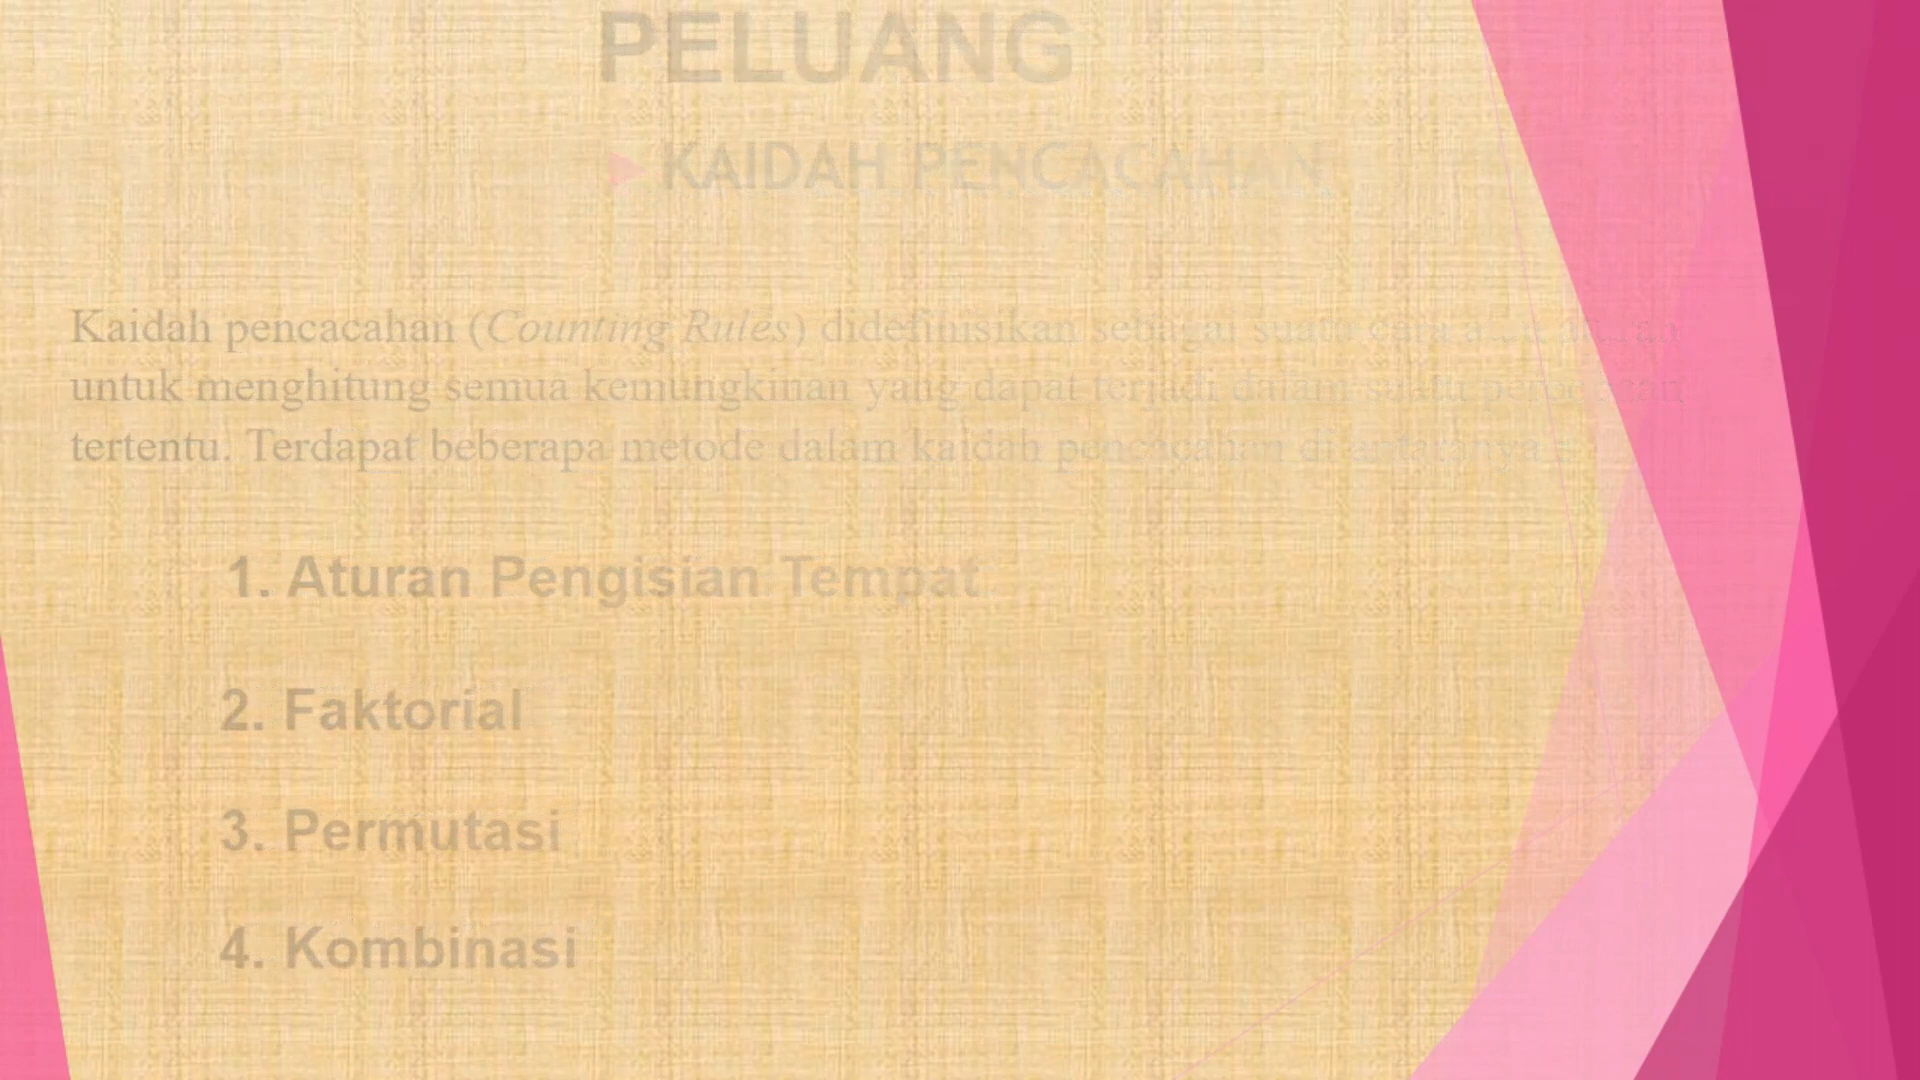 PELUANG
KAIDAH PENCACAHAN
Kaidah pencacahan (Counting Rules) didefinisikan sebagai suatu cara atau aturan
untuk menghitung semua kemungkinan yang dapat terjadi dalam suatu percobaan
tertentu. Terdapat beberapa metode dalam kaidah pencacahan di antaranya :
1. Aturan Pengisian Tempat
2. Faktorial
3. Permutasi
4. Kombinasi